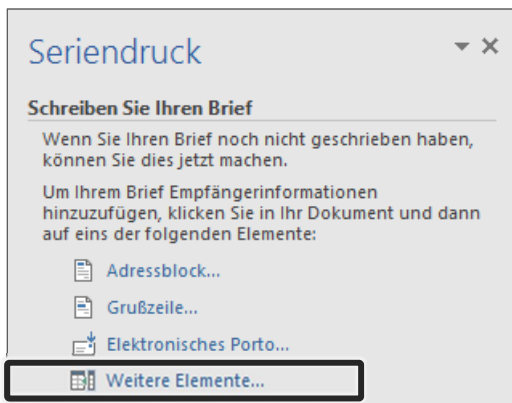 Seriendruck
Schreiben Sie Ihren Brief
Wenn Sie Ihren Brief noch nicht geschrieben haben,
können Sie dies jetzt machen.
Um Ihrem Brief Empfängerinformationen
hinzuzufügen, klicken Sie in Ihr Dokument und dann
auf eins der folgenden Elemente:
Adressblock...
Grußzeile...
Elektronisches Porto...
Weitere Elemente...